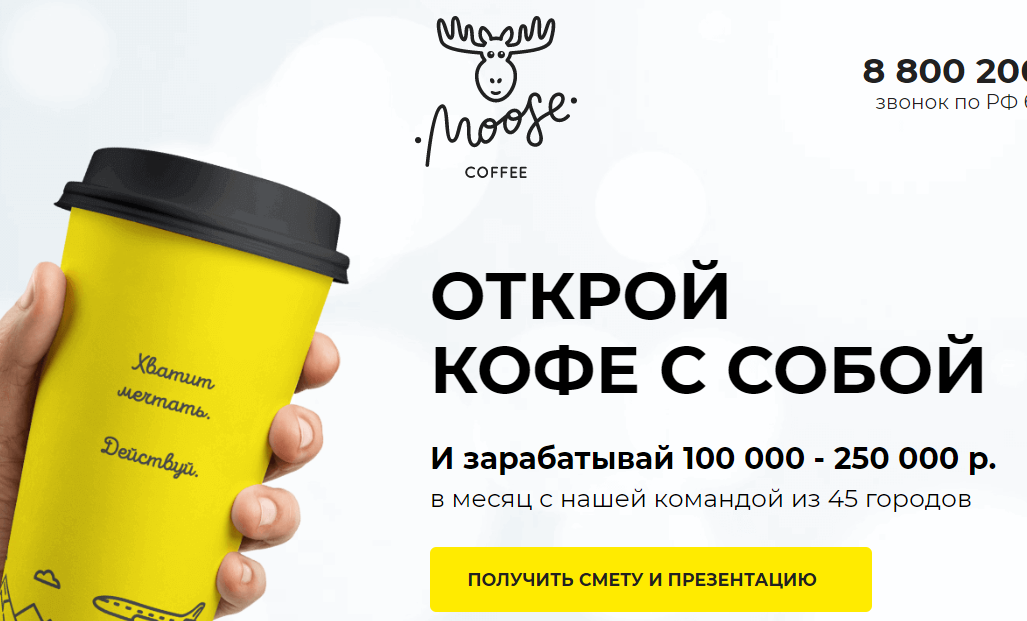 Moose
COFFEE
8 800 200
звонок по РФ
ОТКРОЙ
КОФЕ С СОБОЙ
И зарабатывай 100 000 - 250 000 р.
в месяц с нашей командой из 45 городов
ПОЛУЧИТЬ СМЕТУ И ПРЕЗЕНТАЦИЮ
Хватит
мечтать.
Действуй.